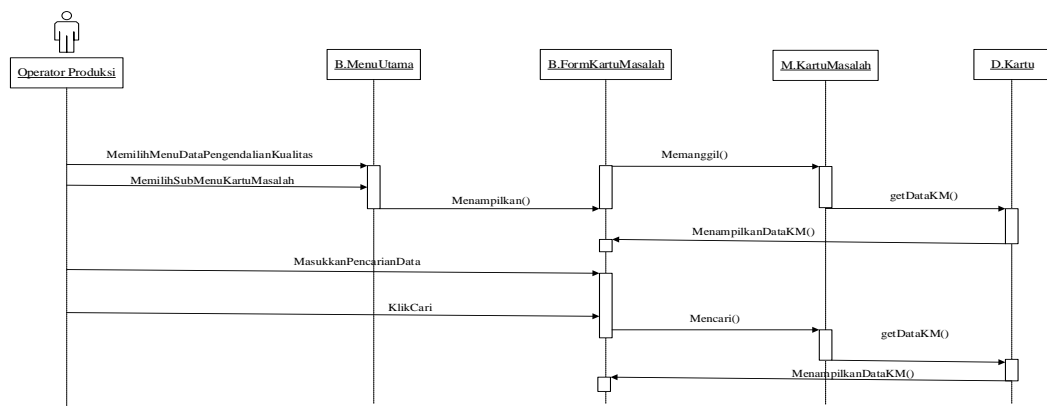 Operator Produksi
B.MenuUtama
B.FormKartuMasalah
M.KartuMasalah
D.Kartu
MemilihMenuDataPengendalianKualitas
Memanggil()
MemilihSubMenuKartuMasalah
Menampilkan()
getDataKM()
MenampilkanDataKM()
MasukkanPencarianData
KlikCari
Mencari()
getDataKM()
MenampilkanDataKM()